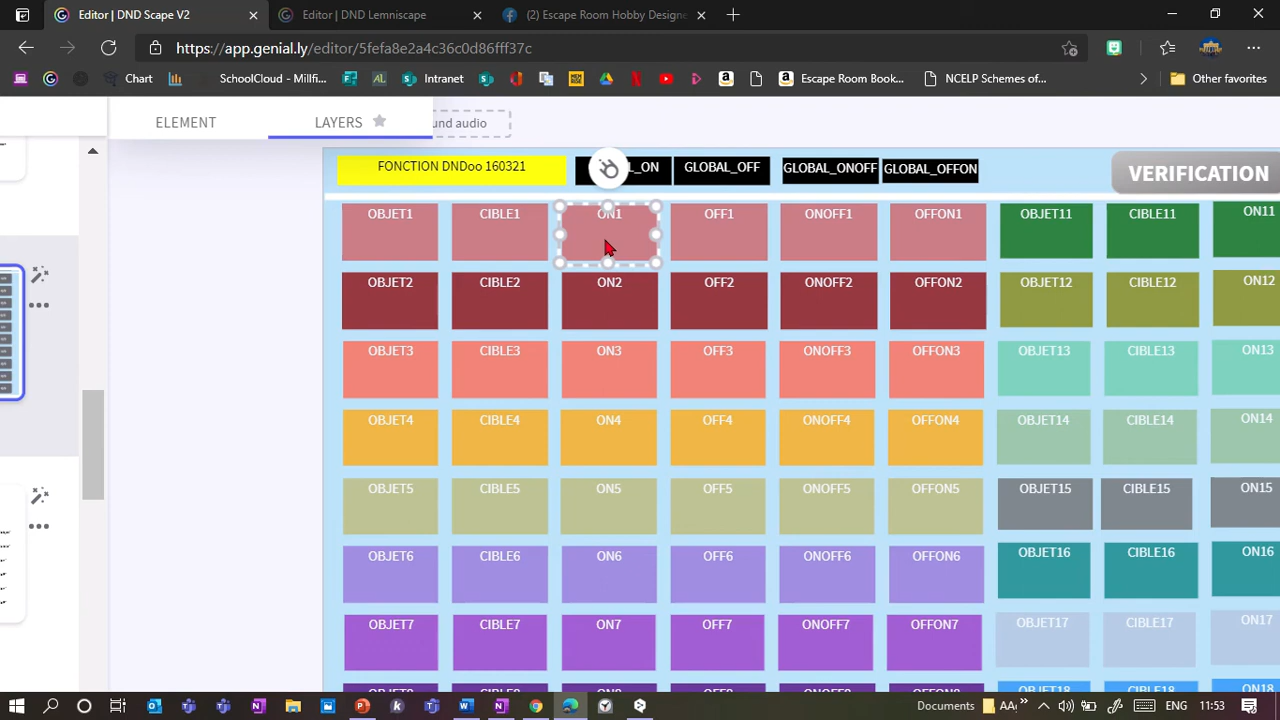 Editor | DND Scape V2
Editor | DND Lemniscape
(2) Escape Room Hobby Designe
https://app.genial.ly/editor/5fefa8e2a4c36c0d86fff37c
Chart
SchoolCloud - Millfi...
Intranet
Escape Room Book...
NCELP Schemes of...
Other favorites
ELEMENT
LAYERS
und audio
FONCTION DNDoo 160321
L_ON
GLOBAL_OFF
GLOBAL_ONOFF
GLOBAL_OFFON
VERIFICATION
OBJET1 CIBLE1 ON1 OFF1 ONOFF1 OFFON1 OBJET11 CIBLE11 ON11
OBJET2 CIBLE2 ON2 OFF2 ONOFF2 OFFON2 OBJET12 CIBLE12 ON12
OBJET3 CIBLE3 ON3 OFF3 ONOFF3 OFFON3 OBJET13 CIBLE13 ON13
OBJET4 CIBLE4 ON4 OFF4 ONOFF4 OFFON4 OBJET14 CIBLE14 ON14
OBJET5 CIBLE5 ON5 OFF5 ONOFF5 OFFON5 OBJET15 CIBLE15 ON15
OBJET6 CIBLE6 ON6 OFF6 ONOFF6 OFFON6 OBJET16 CIBLE16 ON16
OBJET7 CIBLE7 ON7 OFF7 ONOFF7 OFFON7 OBJET17 CIBLE17 ON17
OBJET18 CIBLE18 ON18
Documents
ENG
11:53